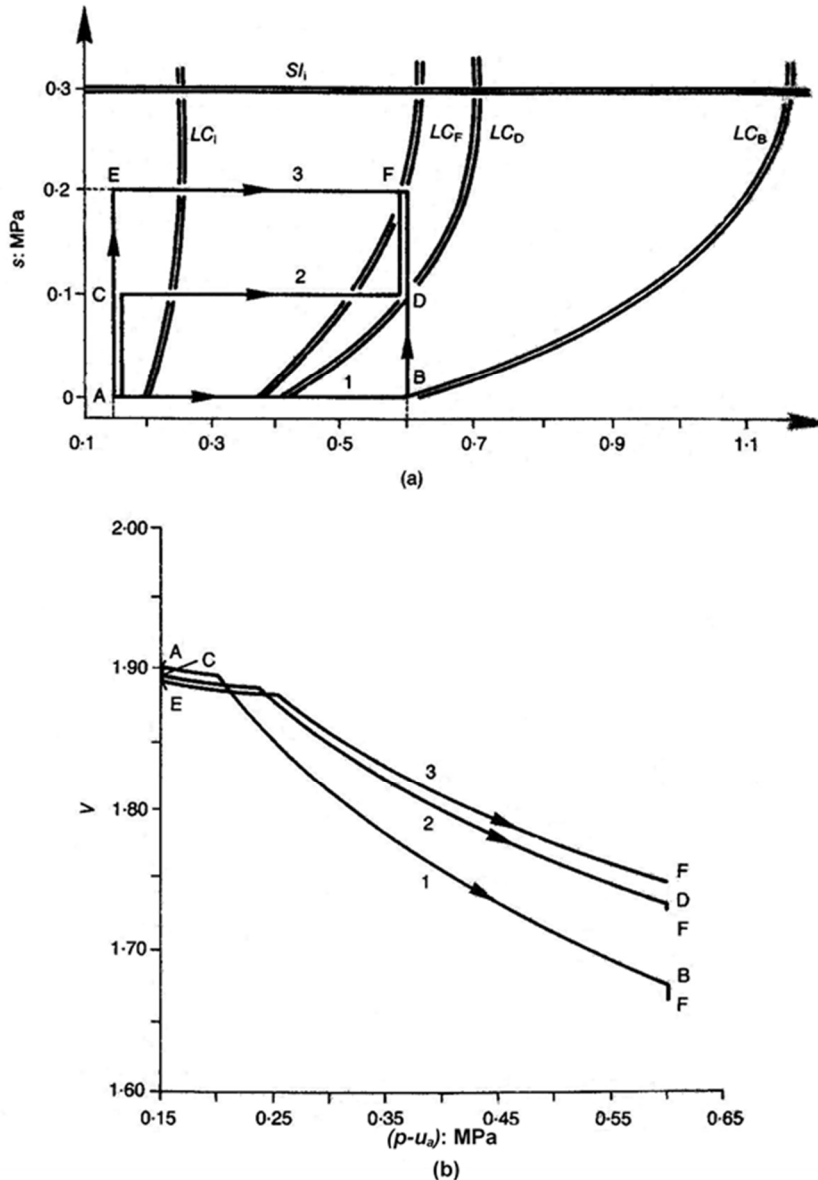 s: MPa
0·3
0·2
0·1
0
SIᵢ
LCᵢ
LC_F
LC_D
LC_B
E
3
F
C
2
D
A
1
B
0·1
0·3
0·5
0·7
0·9
1·1
(a)
2·00
1·90
1·80
1·70
1·60
V
A
C
E
3
2
1
F
D
F
B
F
0·15
0·25
0·35
0·45
0·55
0·65
(p-uₐ): MPa
(b)